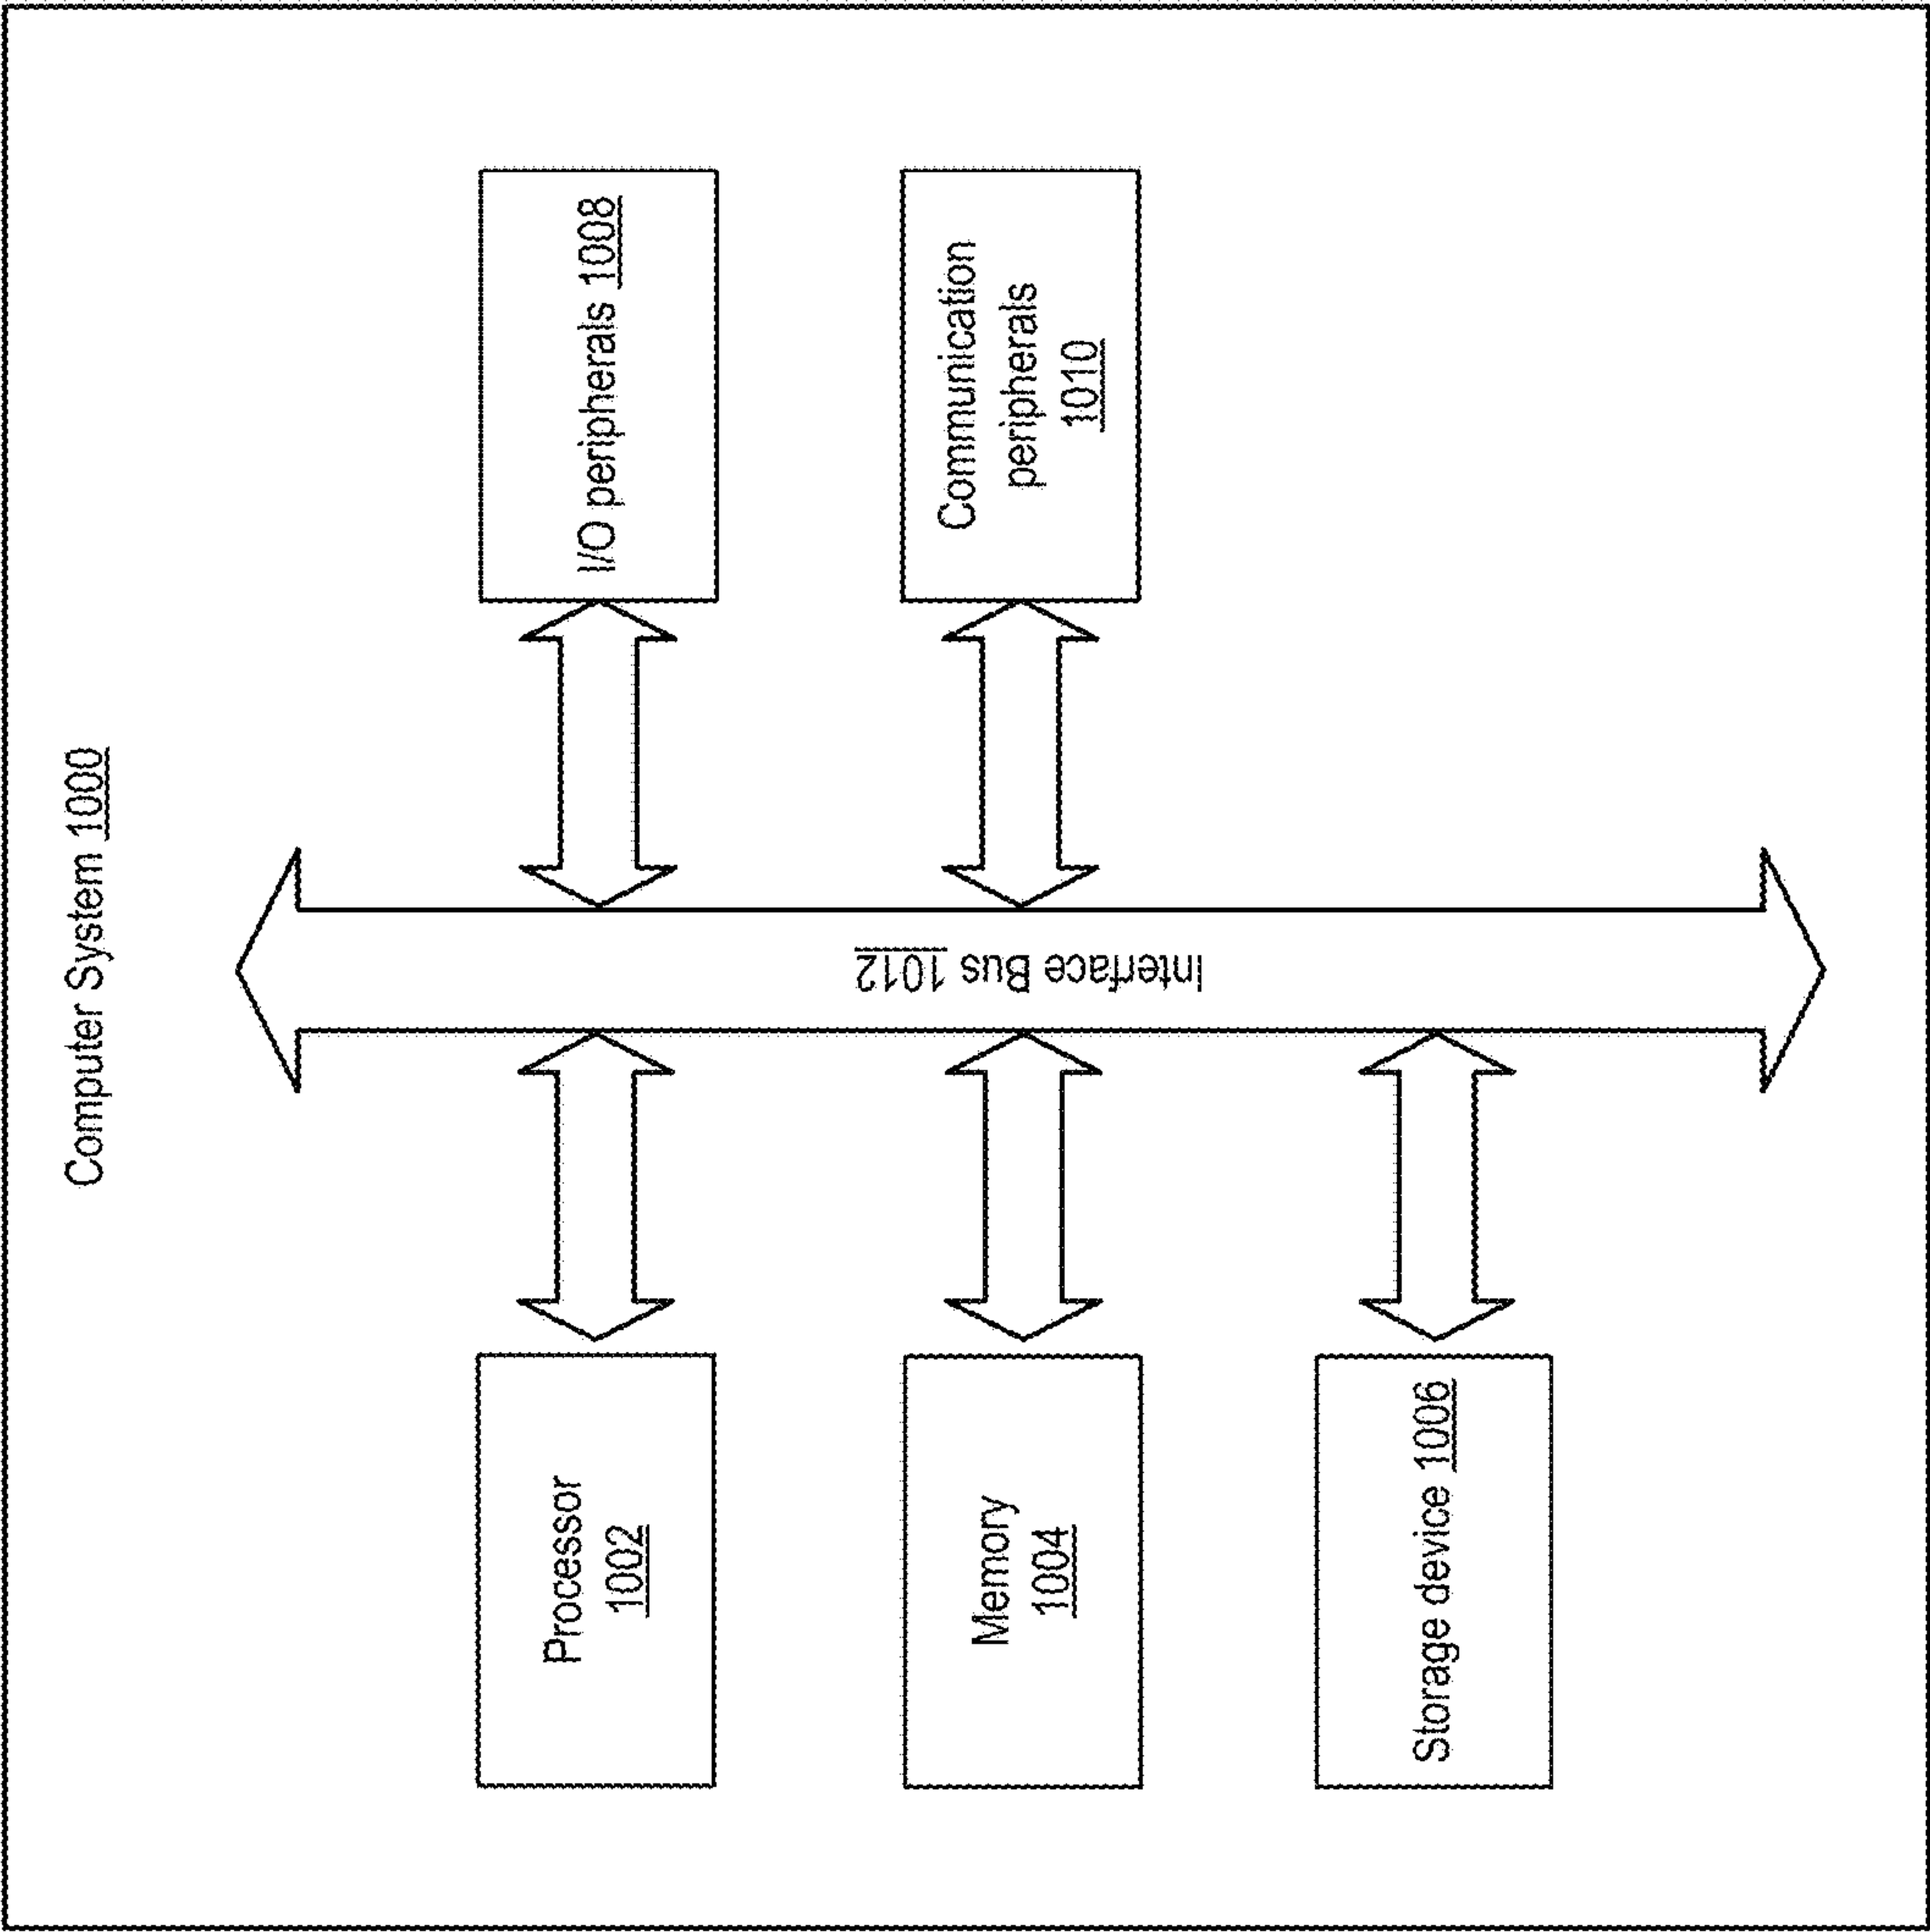 Computer System 1000
Processor
1002
Memory
1004
Storage device 1006
Interface Bus 1012
I/O peripherals 1008
Communication
peripherals
1010